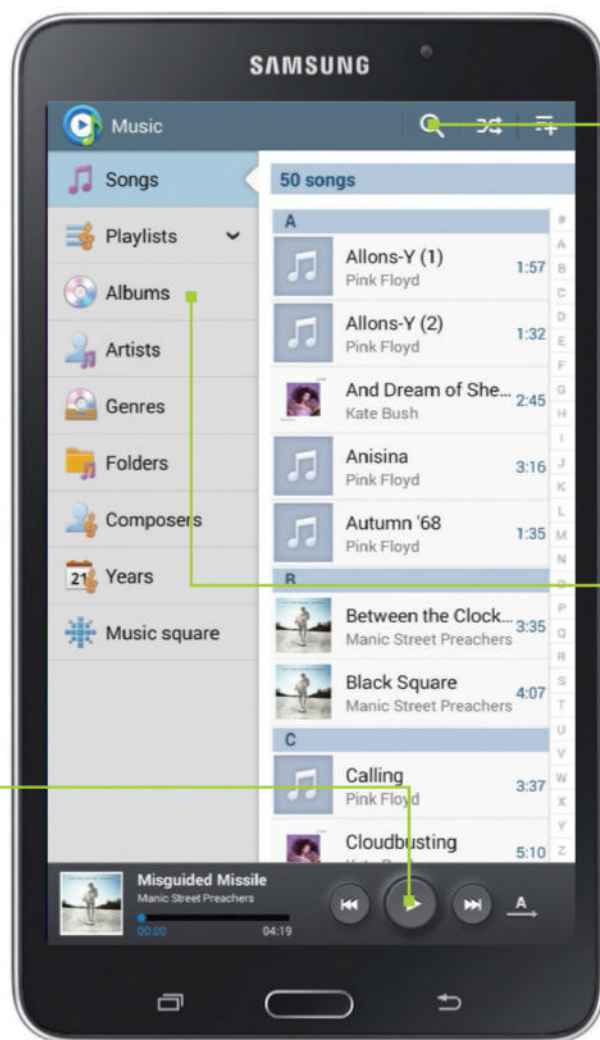 SAMSUNG
Music
Songs
Playlists
Albums
Artists
Genres
Folders
21
Composers
Years
Music square
50 songs
A
Allons-Y (1)
Pink Floyd
1:57
Allons-Y (2)
Pink Floyd
1:32
And Dream of She...
Kate Bush
2:45
Anisina
Pink Floyd
3:16
Autumn '68
Pink Floyd
1:35
B
Between the Clock...
Manic Street Preachers
3:35
Black Square
Manic Street Preachers
4:07
C
Calling
Pink Floyd
3:37
Cloudbusting
5:10
#
A
B
C
D
E
F
G
H
I
J
K
L
M
N
O
P
Q
R
S
T
U
V
W
X
Y
Z
Misguided Missile
Manic Street Preachers
00:00
04:19
A